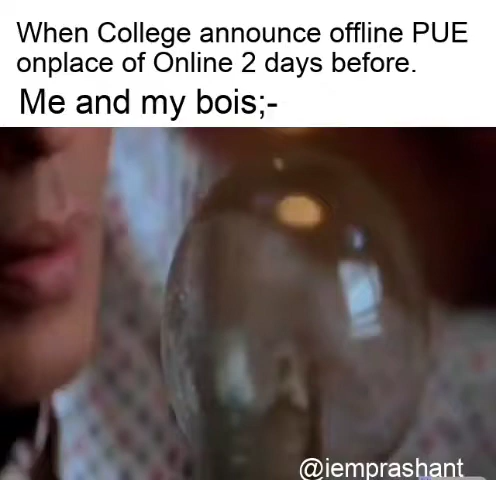 When College announce offline PUE
onplace of Online 2 days before.
Me and my bois;-
@iemprashant